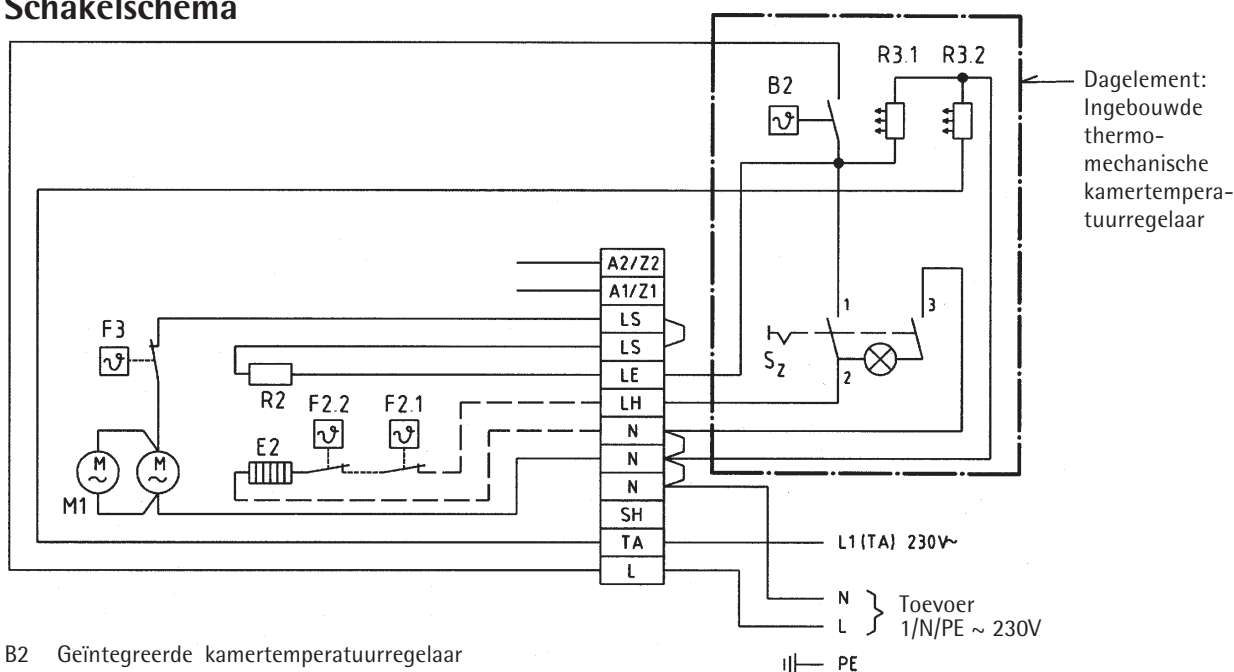 Schakelschema
B2
R3.1 R3.2
Dagelement:
Ingebouwde
thermo-
mechanische
kamertempera-
tuurregelaar
ϑ
A2/Z2
A1/Z1
LS
LS
LE
LH
N
N
N
SH
TA
L
F3
ϑ
R2
F2.2 F2.1
ϑ ϑ
E2
M ~ M ~
M1
1 3
SZ
2
L1(TA) 230V~
N
L
Toevoer
1/N/PE ~ 230V
PE
B2 Geïntegreerde kamertemperatuurregelaar